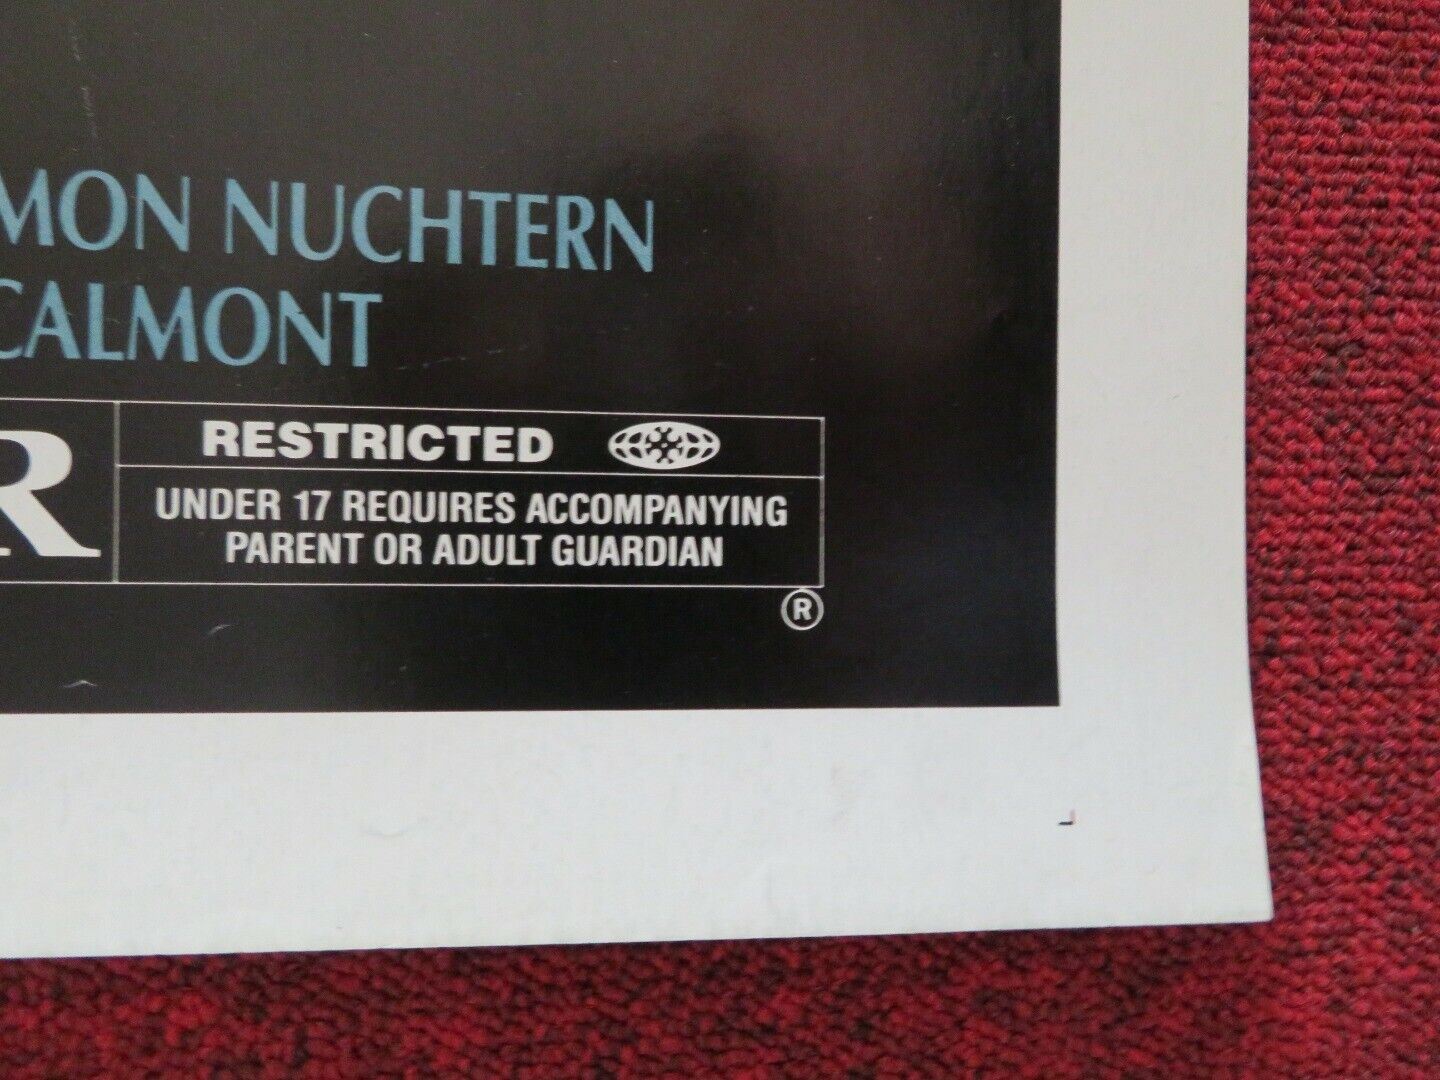 MON NUCHTERN
CALMONT
R
RESTRICTED
UNDER 17 REQUIRES ACCOMPANYING
PARENT OR ADULT GUARDIAN
®